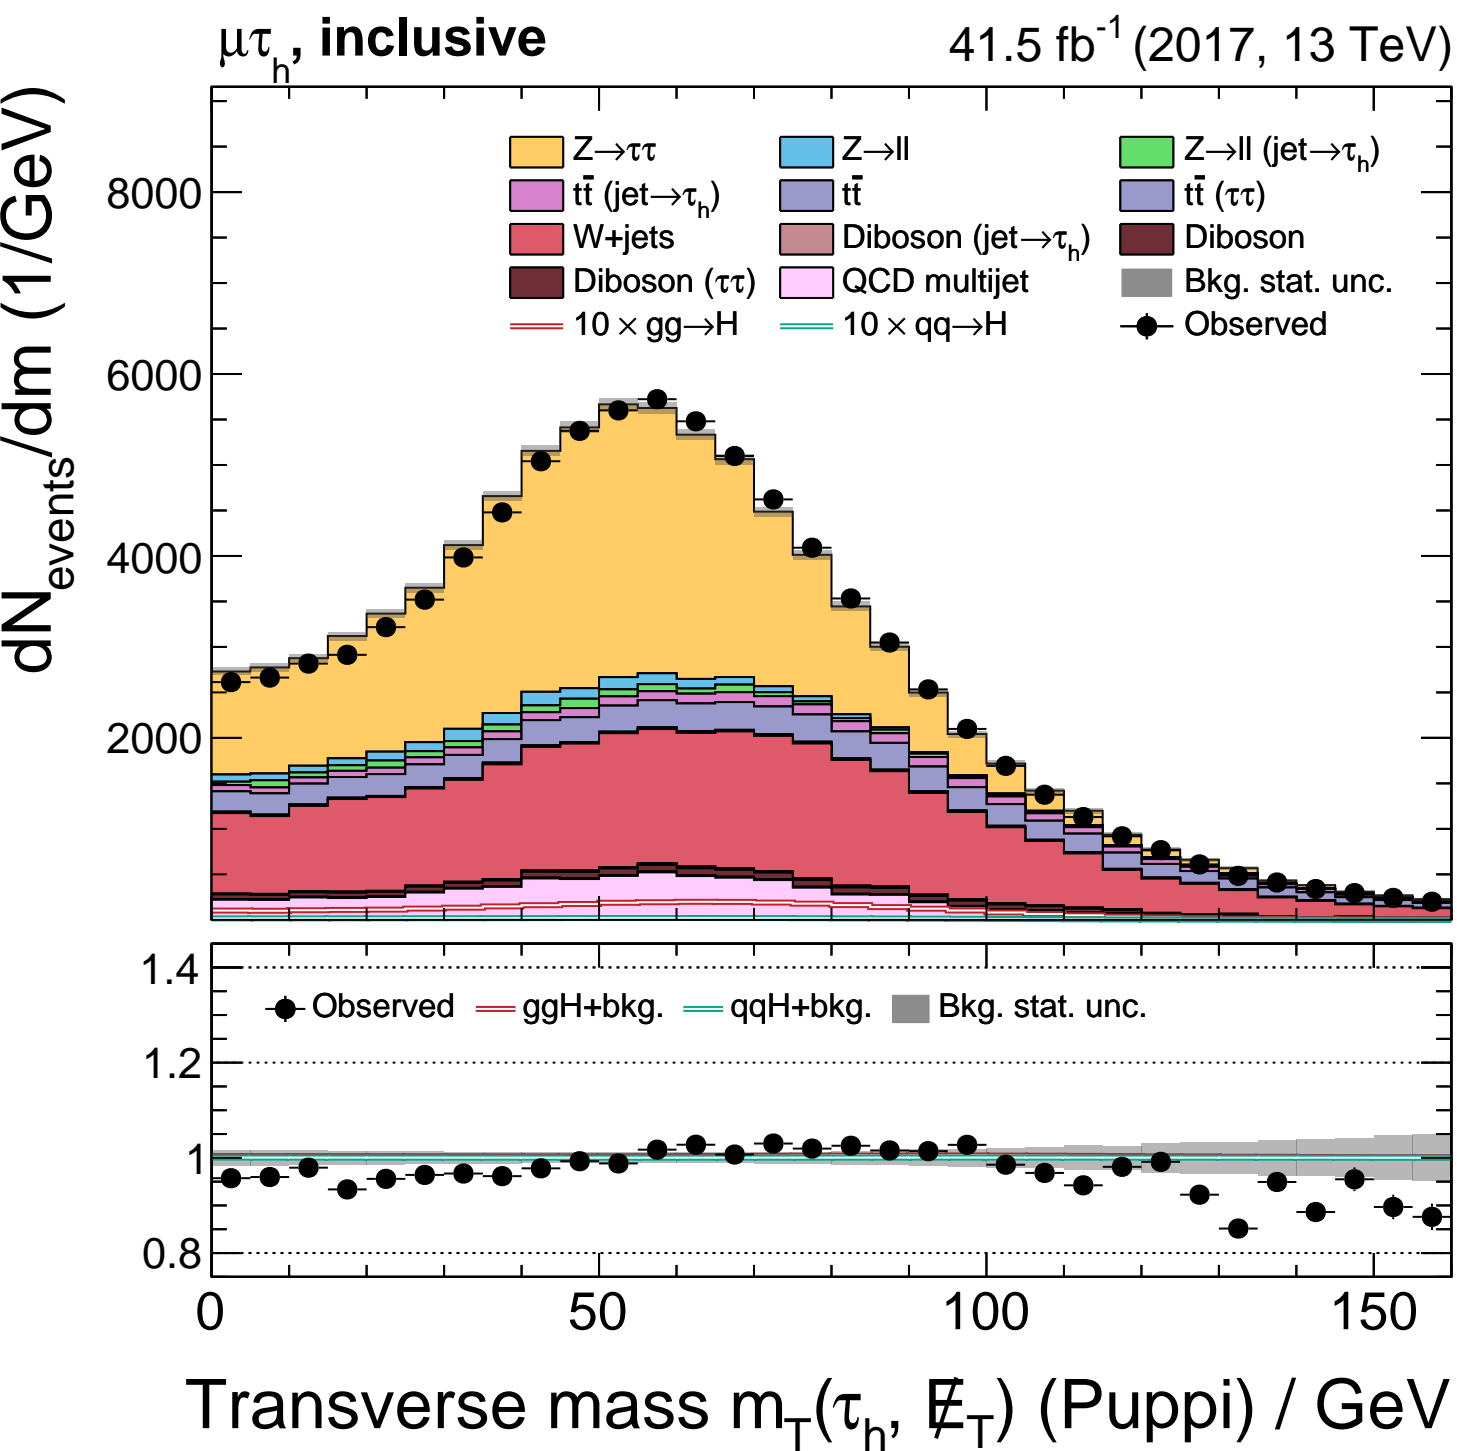 μτh, inclusive 41.5 fb-1 (2017, 13 TeV)
dNevents/dm (1/GeV)
8000
6000
4000
2000
Z→ττ Z→ll Z→ll (jet→τh)
tt̄ (jet→τh) tt̄ tt̄ (ττ)
W+jets Diboson (jet→τh) Diboson
Diboson (ττ) QCD multijet Bkg. stat. unc.
10 × gg→H 10 × qq→H Observed
1.4
1.2
1
0.8
Observed ggH+bkg. qqH+bkg. Bkg. stat. unc.
0 50 100 150
Transverse mass mT(τh, E̸T) (Puppi) / GeV